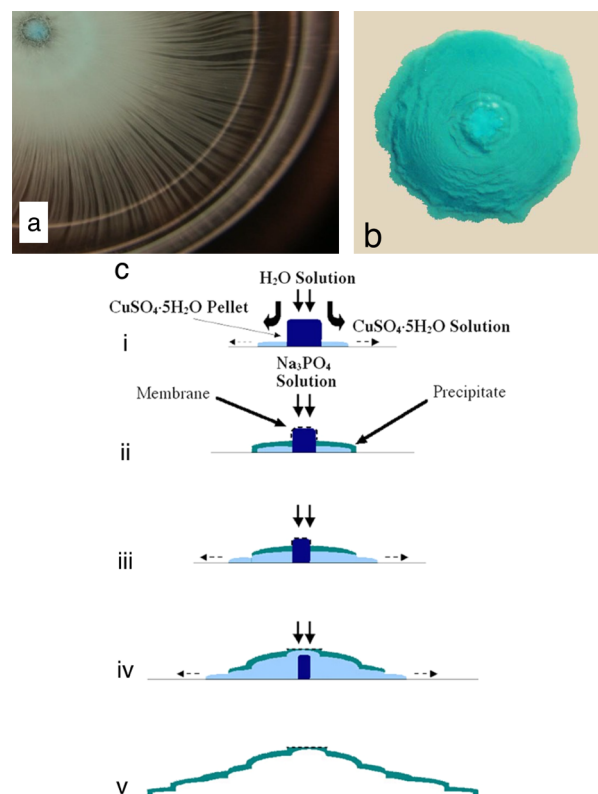 a
b
c
H₂O Solution
CuSO₄·5H₂O Pellet
CuSO₄·5H₂O Solution
i
Na₃PO₄
Solution
Membrane
Precipitate
ii
iii
iv
v